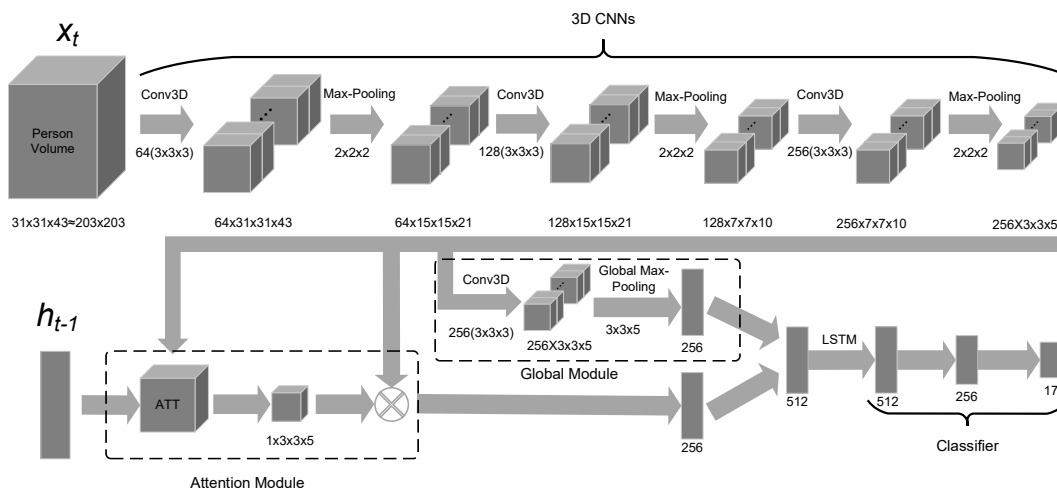 3D CNNs
x_t
Conv3D
Max-Pooling
Conv3D
Max-Pooling
Conv3D
Max-Pooling
Person
Volume
64(3x3x3)
2x2x2
128(3x3x3)
2x2x2
256(3x3x3)
2x2x2
31x31x43≈203x203
64x31x31x43
64x15x15x21
128x15x15x21
128x7x7x10
256x7x7x10
256X3x3x5
Conv3D
Global Max-
Pooling
256(3x3x3)
256X3x3x5
3x3x5
256
Global Module
h_{t-1}
ATT
1x3x3x5
Attention Module
256
512
LSTM
512
256
17
Classifier